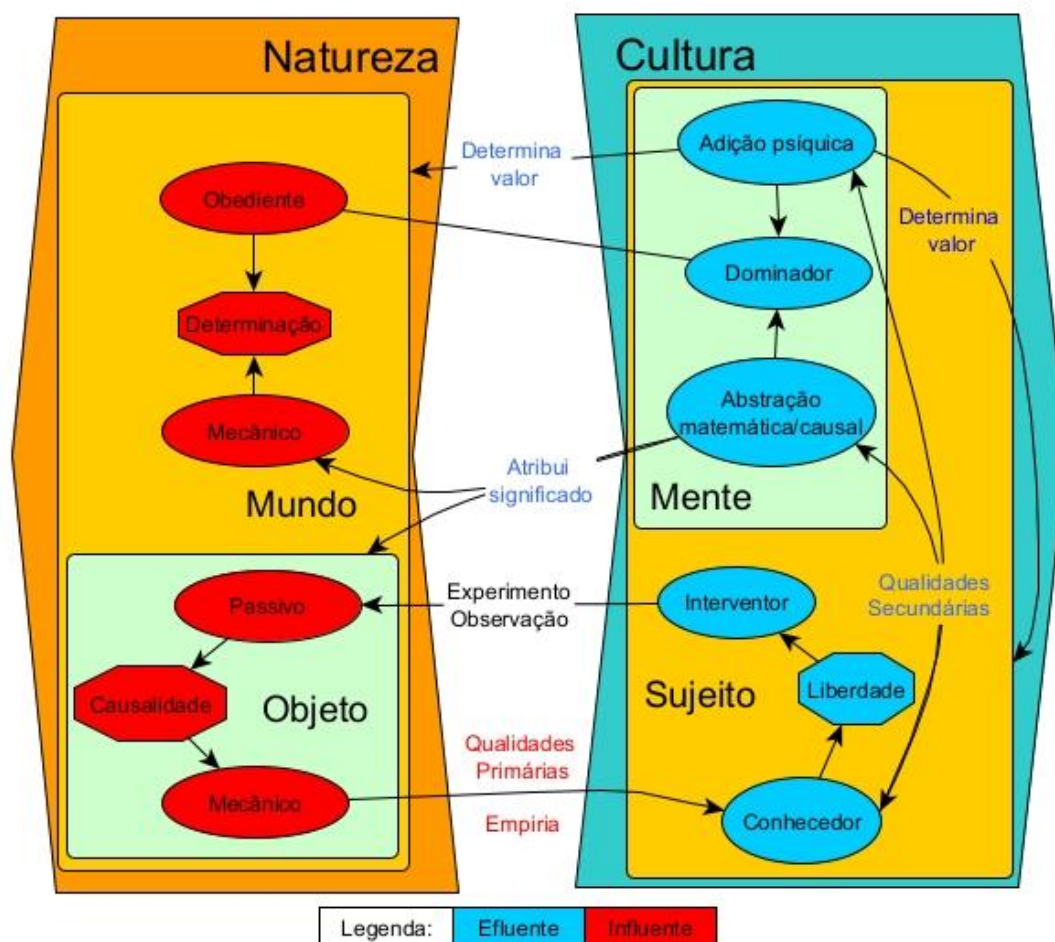 Natureza
Obediente
Determinação
Mecânico
Mundo
Passivo
Causalidade
Objeto
Mecânico
Determina
valor
Atribui
significado
Experimento
Observação
Qualidades
Primárias
Empiria
Cultura
Adição psíquica
Dominador
Abstração
matemática/causal
Mente
Determina
valor
Qualidades
Secundárias
Interventor
Liberdade
Sujeito
Conhecedor
Legenda:
Efluente
Influente